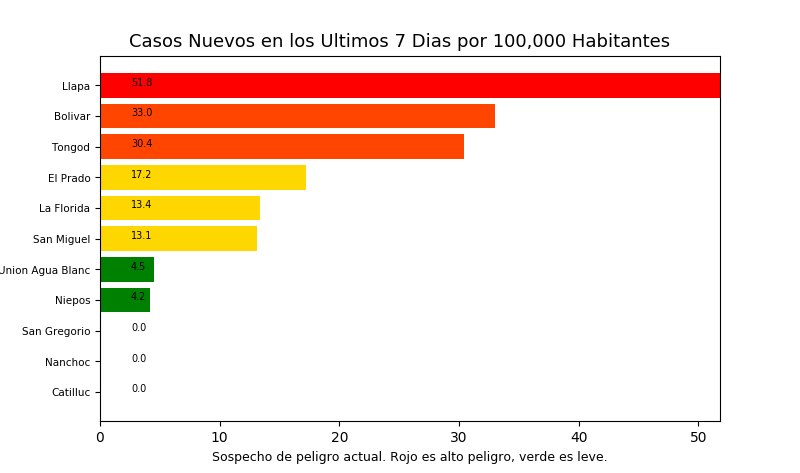 Casos Nuevos en los Ultimos 7 Dias por 100,000 Habitantes
Llapa 51.8
Bolivar 33.0
Tongod 30.4
El Prado 17.2
La Florida 13.4
San Miguel 13.1
Union Agua Blanc 4.5
Niepos 4.2
San Gregorio 0.0
Nanchoc 0.0
Catilluc 0.0
0 10 20 30 40 50
Sospecho de peligro actual. Rojo es alto peligro, verde es leve.